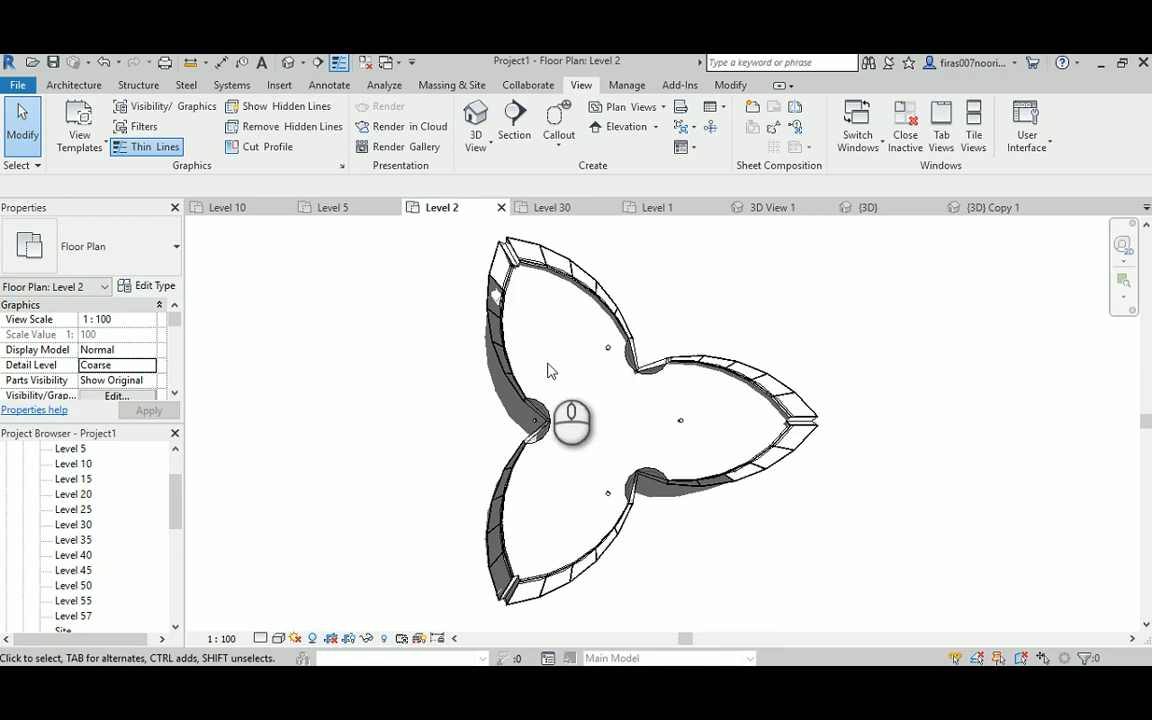 Project1 - Floor Plan: Level 2
Type a keyword or phrase
firas007noori...
File Architecture Structure Steel Systems Insert Annotate Analyze Massing & Site Collaborate View Manage Add-Ins Modify
Modify
View
Templates
Visibility/ Graphics
Filters
Thin Lines
Show Hidden Lines
Remove Hidden Lines
Cut Profile
Render
Render in Cloud
Render Gallery
3D
View
Section
Callout
Plan Views
Elevation
Switch
Windows
Close
Inactive
Tab
Views
Tile
Views
User
Interface
Select
Graphics
Presentation
Create
Sheet Composition
Windows
Properties
Level 10
Level 5
Level 2
Level 30
Level 1
3D View 1
{3D}
{3D} Copy 1
Floor Plan
Floor Plan: Level 2
Edit Type
Graphics
View Scale 1 : 100
Scale Value 1: 100
Display Model Normal
Detail Level Coarse
Parts Visibility Show Original
Visibility/Grap... Edit...
Properties help
Apply
Project Browser - Project1
Level 5
Level 10
Level 15
Level 20
Level 25
Level 30
Level 35
Level 40
Level 45
Level 50
Level 55
Level 57
Site
2D
1 : 100
Click to select, TAB for alternates, CTRL adds, SHIFT unselects.
:0
Main Model
:0